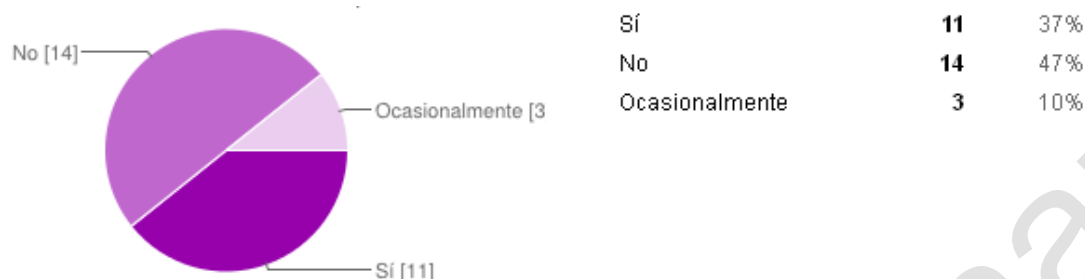 No [14]
Ocasionalmente [3
Sí [11]
Sí 11 37%
No 14 47%
Ocasionalmente 3 10%